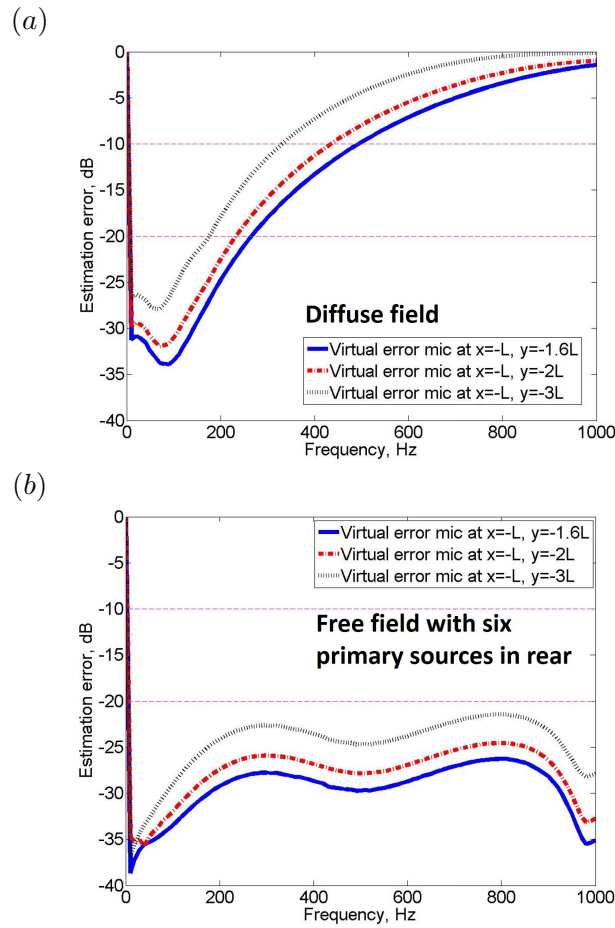 (a)
0
-5
-10
-15
-20
-25
-30
-35
-40
Estimation error, dB
Diffuse field
Virtual error mic at x=-L, y=-1.6L
Virtual error mic at x=-L, y=-2L
Virtual error mic at x=-L, y=-3L
0 200 400 600 800 1000
Frequency, Hz
(b)
0
-5
-10
-15
-20
-25
-30
-35
-40
Estimation error, dB
Virtual error mic at x=-L, y=-1.6L
Virtual error mic at x=-L, y=-2L
Virtual error mic at x=-L, y=-3L
Free field with six
primary sources in rear
0 200 400 600 800 1000
Frequency, Hz